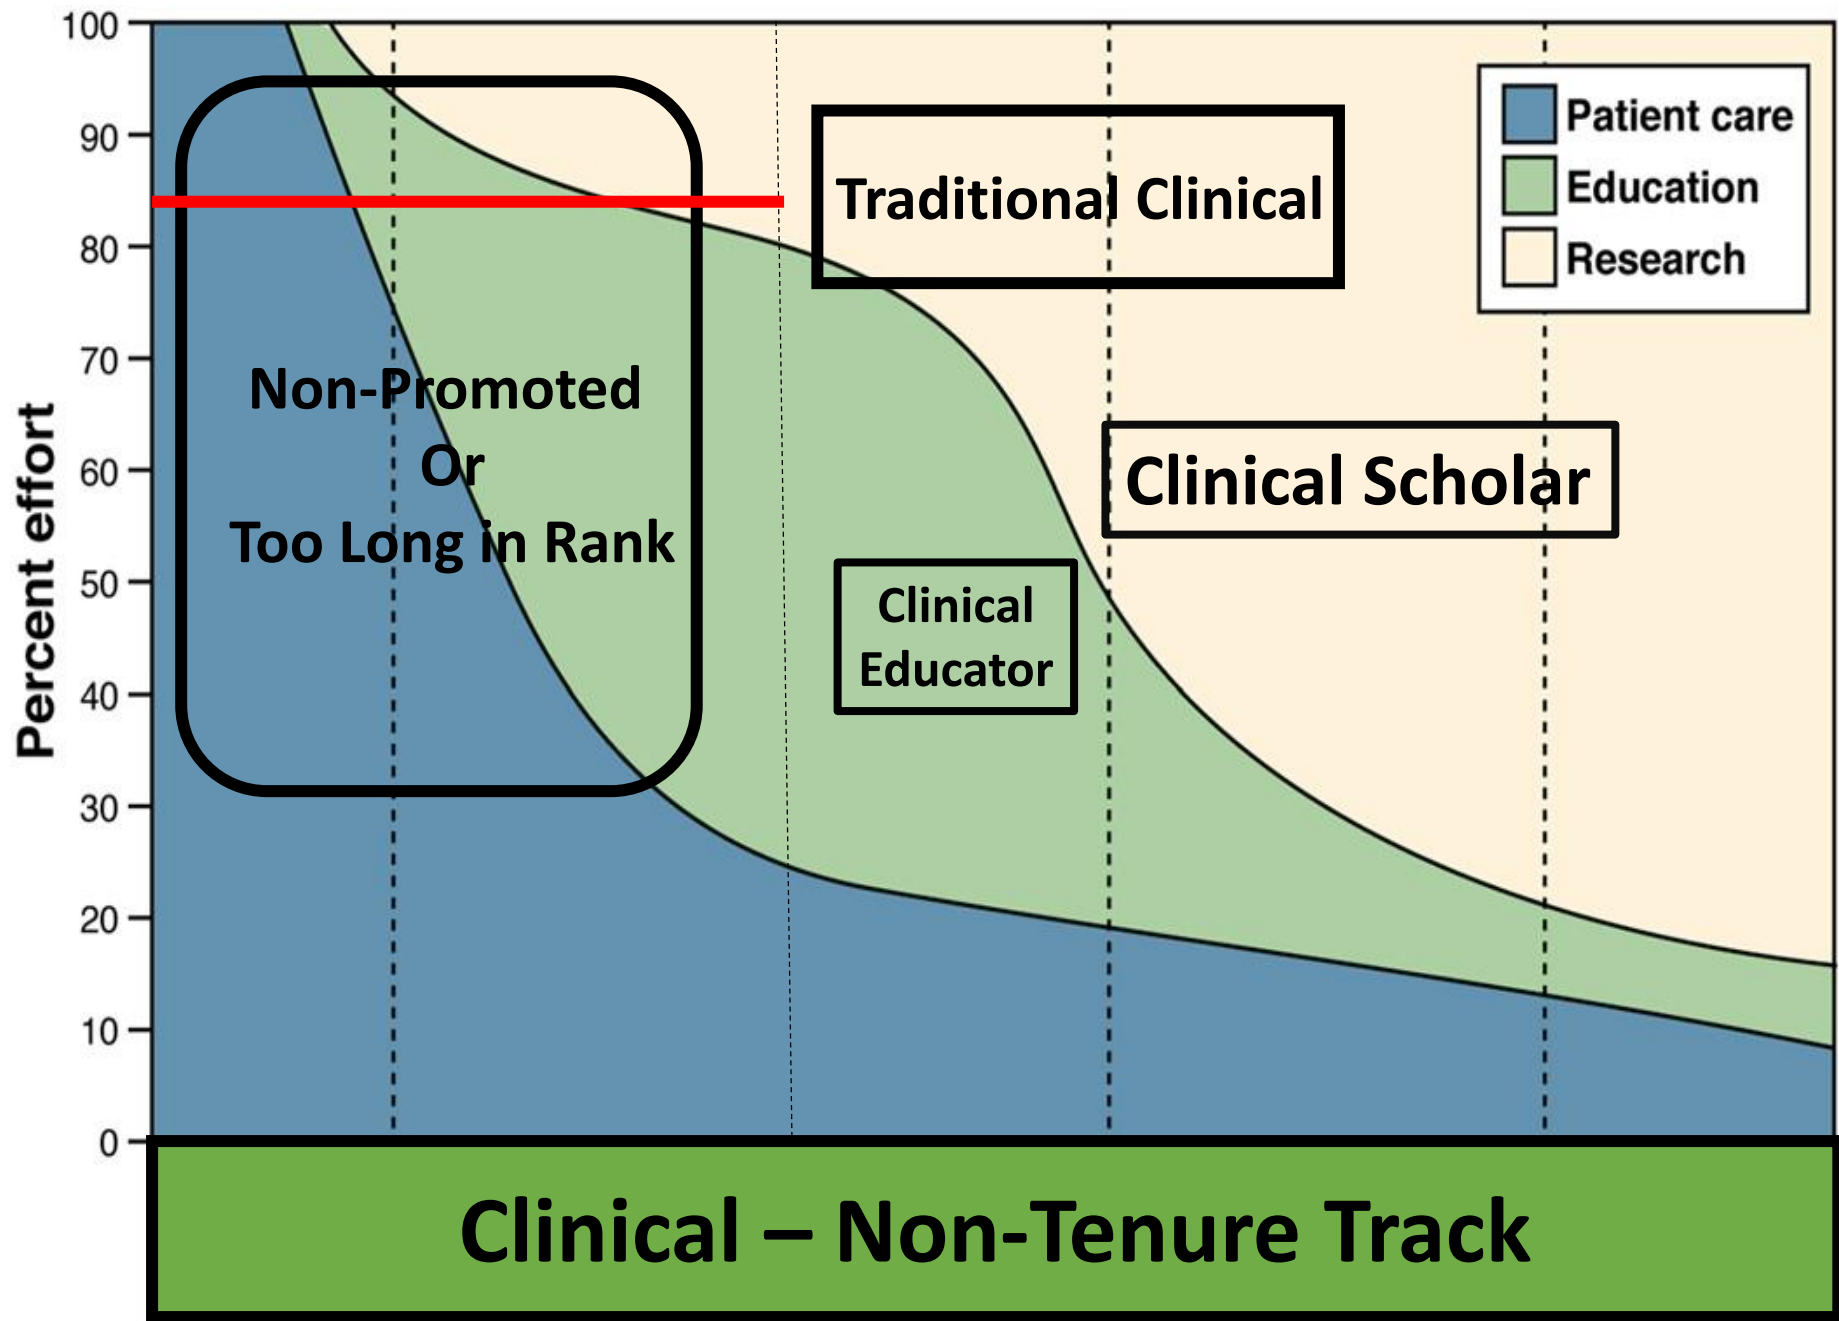 100
90
80
70
60
50
40
30
20
10
0
Percent effort
Patient care
Education
Research
Traditional Clinical
Non-Promoted
Or
Too Long in Rank
Clinical Scholar
Clinical
Educator
Clinical – Non-Tenure Track